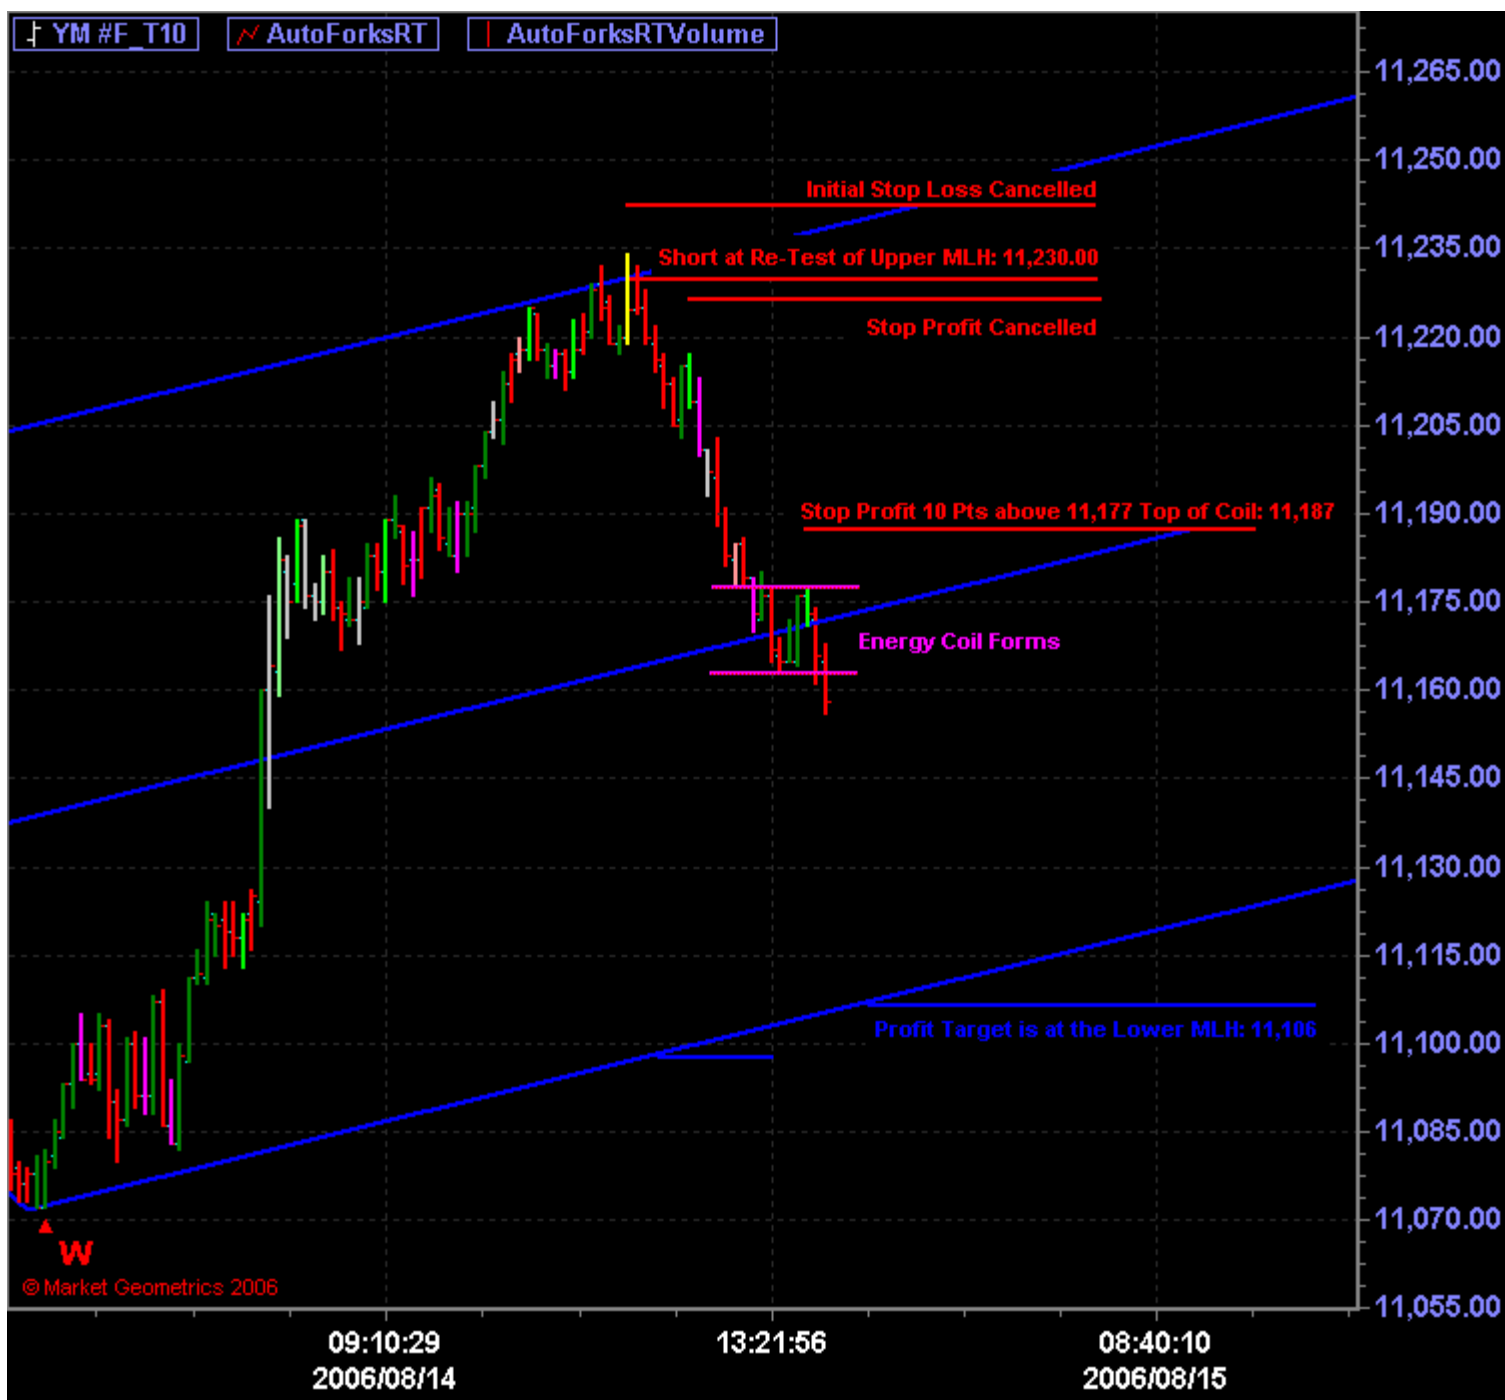 YM #F_T10 AutoForksRT AutoForksRTVolume
11,265.00
11,250.00
Initial Stop Loss Cancelled
11,235.00
Short at Re-Test of Upper MLH: 11,230.00
Stop Profit Cancelled
11,220.00
11,205.00
Stop Profit 10 Pts above 11,177 Top of Coil: 11,187
11,190.00
11,175.00
Energy Coil Forms
11,160.00
11,145.00
11,130.00
11,115.00
Profit Target is at the Lower MLH: 11,106
11,100.00
11,085.00
11,070.00
W
© Market Geometrics 2006
11,055.00
09:10:29 13:21:56 08:40:10
2006/08/14 2006/08/15